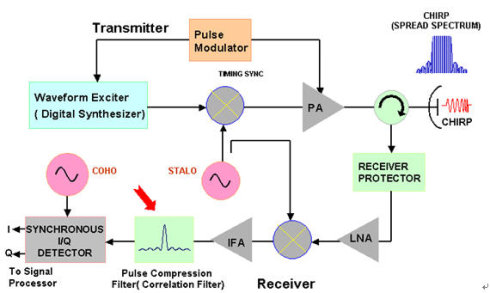 CHIRP
(SPREAD SPECTRUM)
Transmitter
Pulse
Modulator
TIMING SYNC
Waveform Exciter
( Digital Synthesizer)
PA
CHIRP
COHO
STALO
RECEIVER
PROTECTOR
I
Q
SYNCHRONOUS
I/Q
DETECTOR
IFA
LNA
To Signal
Processor
Pulse Compression
Filter( Correlation Filter)
Receiver